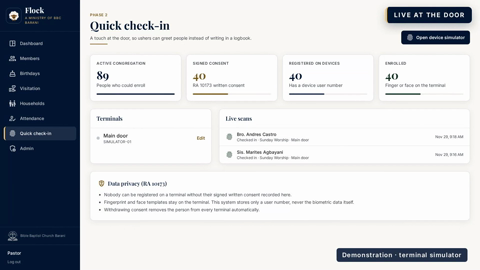 Flock
A MINISTRY OF BBC
BARANI
Dashboard
Members
Birthdays
Visitation
Households
Attendance
Quick check-in
Admin
Bible Baptist Church Barani
Pastor
Log out
PHASE 2
Quick check-in
A touch at the door, so ushers can greet people instead of writing in a logbook.
LIVE AT THE DOOR
Open device simulator
ACTIVE CONGREGATION
89
People who could enroll
SIGNED CONSENT
40
RA 10173 written consent
REGISTERED ON DEVICES
40
Has a device user number
ENROLLED
40
Finger or face on the terminal
Terminals
Main door
SIMULATOR-01
Edit
Live scans
Bro. Andres Castro
Checked in · Sunday Worship · Main door
Nov 29, 9:18 AM
Sis. Marites Agbayani
Checked in · Sunday Worship · Main door
Nov 29, 9:18 AM
Data privacy (RA 10173)
• Nobody can be registered on a terminal without their signed written consent recorded here.
• Fingerprint and face templates stay on the terminal. This system stores only a user number, never the biometric data itself.
• Withdrawing consent removes the person from every terminal automatically.
Demonstration · terminal simulator